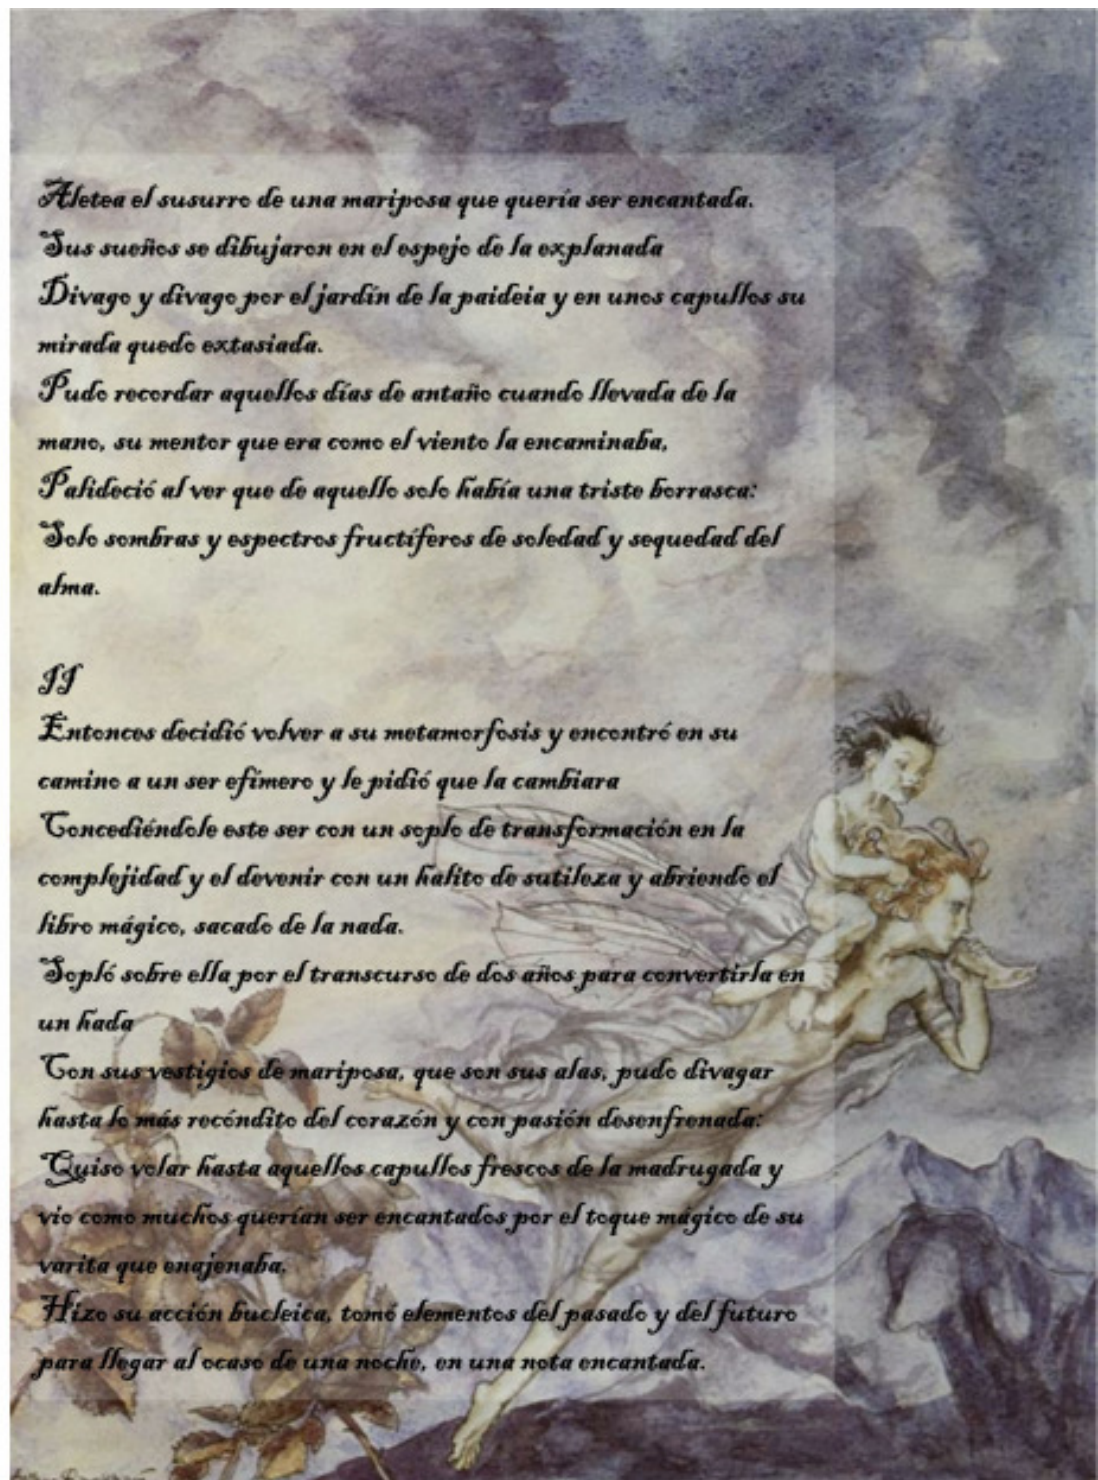 Aletea el susurro de una mariposa que quería ser encantada.
Sus sueños se dibujaron en el espejo de la explanada
Divago y divago por el jardín de la paideia y en unos capullos su
mirada quedo extasiada.
Pudo recordar aquellos días de antaño cuando llevada de la
mano, su mentor que era como el viento la encaminaba,
Palideció al ver que de aquello solo había una triste borrasca:
Solo sombras y espectros fructíferos de soledad y sequedad del
alma.
II
Entonces decidió volver a su metamorfosis y encontró en su
camino a un ser efímero y le pidió que la cambiara
Concediéndole este ser con un soplo de transformación en la
complejidad y el devenir con un halito de sutileza y abriendo el
libro mágico, sacado de la nada.
Sopló sobre ella por el transcurso de dos años para convertirla en
un hada
Con sus vestigios de mariposa, que son sus alas, pudo divagar
hasta lo más recóndito del corazón y con pasión desenfrenada:
Quiso volar hasta aquellos capullos frescos de la madrugada y
vio como muchos querían ser encantados por el toque mágico de su
varita que enajenaba.
Hizo su acción bucleica, tomó elementos del pasado y del futuro
para llegar al ocaso de una noche, en una nota encantada.